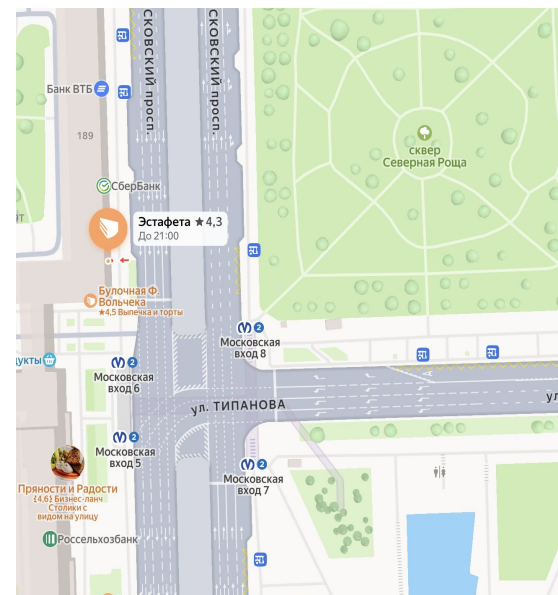 СКОВСКИЙ просп.
СКОВСКИЙ просп.
Банк ВТБ
189
СберБанк
сквер
Северная Роща
Эстафета ★4,3
До 21:00
Булочная Ф.
Вольчека
★4,5 Выпечка и торты
2
Московская
вход 8
укты
2
Московская
вход 6
ул. ТИПАНОВА
ул
2
Московская
вход 5
2
Московская
вход 7
Пряности и Радости
(4,6) Бизнес-ланч
Столики с
видом на улицу
Россельхозбанк